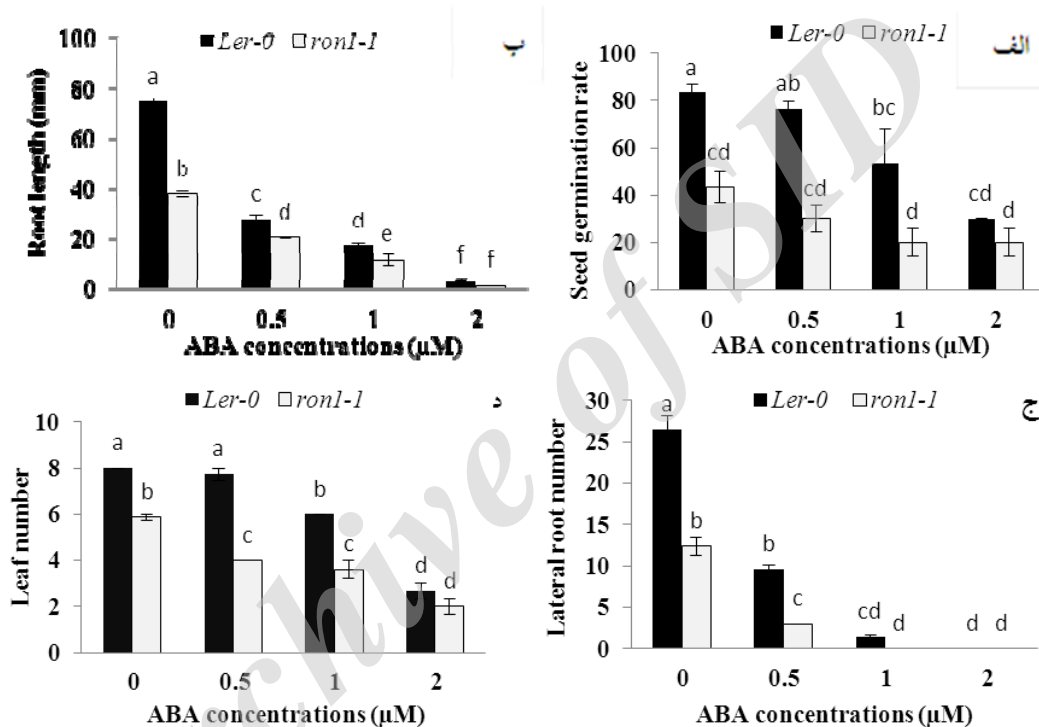 الف
Ler-0 ron1-1
Seed germination rate
100
80
60
40
20
0
a
cd
ab
cd
bc
d
cd
d
0 0.5 1 2
ABA concentrations (µM)
ب
Ler-0 ron1-1
Root length (mm)
100
80
60
40
20
0
a
b
c
d
d
e
f
f
0 0.5 1 2
ABA concentrations (µM)
ج
Ler-0 ron1-1
Lateral root number
30
25
20
15
10
5
0
a
b
b
c
cd
d
d
d
0 0.5 1 2
ABA concentrations (µM)
د
Ler-0 ron1-1
Leaf number
10
8
6
4
2
0
a
b
a
c
b
c
d
d
0 0.5 1 2
ABA concentrations (µM)
Archive of SID